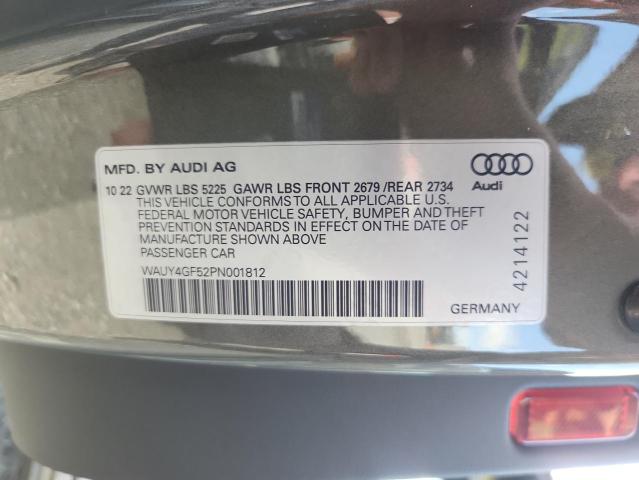 MFD. BY AUDI AG
10 22 GVWR LBS 5225 GAWR LBS FRONT 2679 /REAR 2734
THIS VEHICLE CONFORMS TO ALL APPLICABLE U.S.
FEDERAL MOTOR VEHICLE SAFETY, BUMPER AND THEFT
PREVENTION STANDARDS IN EFFECT ON THE DATE OF
MANUFACTURE SHOWN ABOVE
PASSENGER CAR
WAUY4GF52PN001812
Audi
4214122
GERMANY